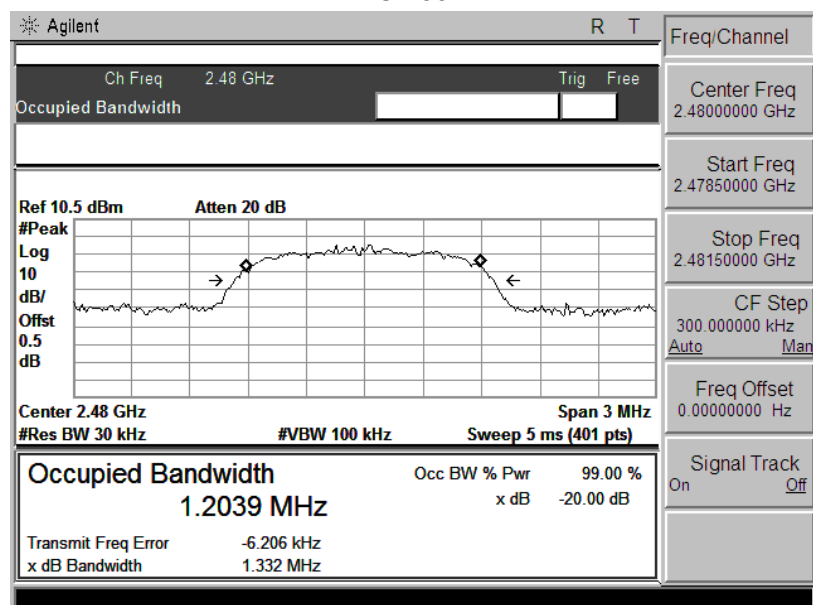 Agilent
R T
Freq/Channel
Ch Freq 2.48 GHz Trig Free
Occupied Bandwidth
Center Freq
2.48000000 GHz
Start Freq
2.47850000 GHz
Ref 10.5 dBm Atten 20 dB
#Peak
Log
10
dB/
Offst
0.5
dB
Stop Freq
2.48150000 GHz
CF Step
300.000000 kHz
Auto Man
Freq Offset
0.00000000 Hz
Center 2.48 GHz Span 3 MHz
#Res BW 30 kHz #VBW 100 kHz Sweep 5 ms (401 pts)
Signal Track
On Off
Occupied Bandwidth Occ BW % Pwr 99.00 %
1.2039 MHz x dB -20.00 dB
Transmit Freq Error -6.206 kHz
x dB Bandwidth 1.332 MHz